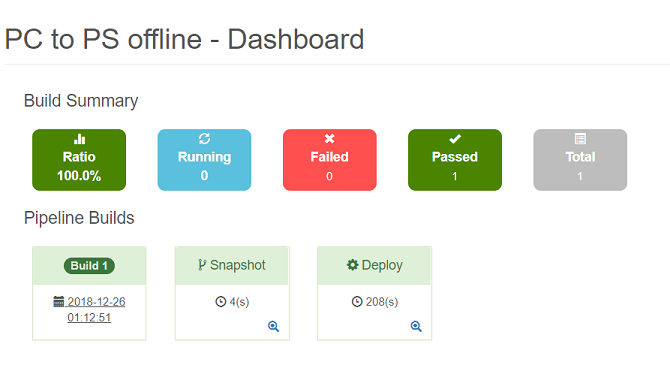 PC to PS offline - Dashboard
Build Summary
Ratio
100.0%
Running
0
Failed
0
Passed
1
Total
1
Pipeline Builds
Build 1
2018-12-26
01:12:51
Snapshot
4(s)
Deploy
208(s)